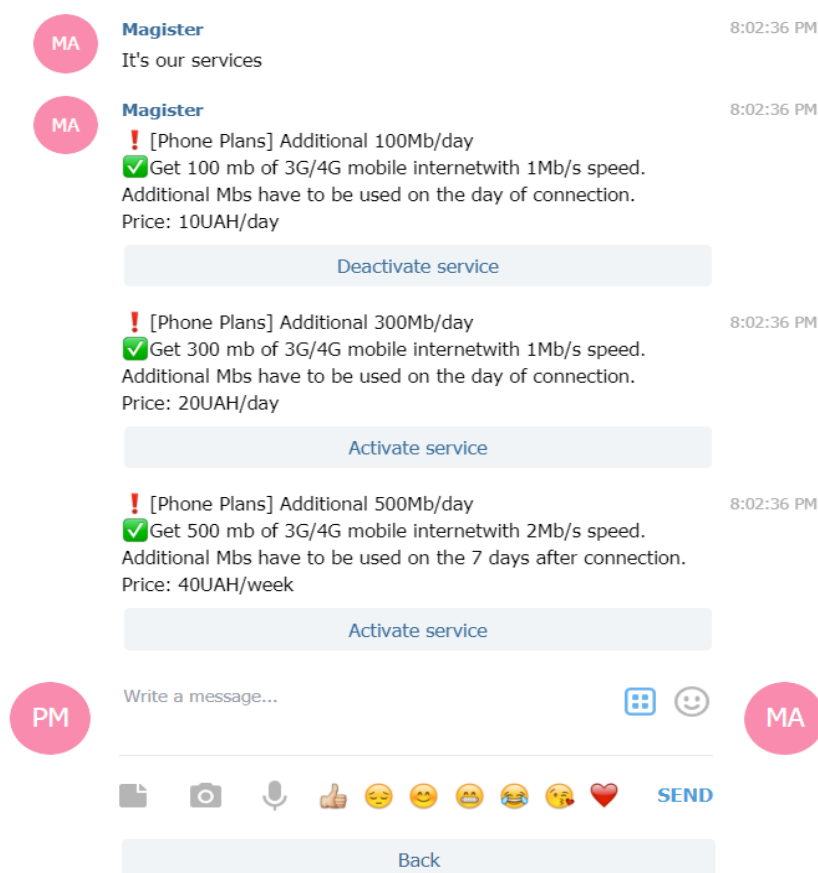 MA
Magister
8:02:36 PM
It's our services
MA
Magister
8:02:36 PM
❗ [Phone Plans] Additional 100Mb/day
✅Get 100 mb of 3G/4G mobile internetwith 1Mb/s speed.
Additional Mbs have to be used on the day of connection.
Price: 10UAH/day
Deactivate service
❗ [Phone Plans] Additional 300Mb/day
8:02:36 PM
✅Get 300 mb of 3G/4G mobile internetwith 1Mb/s speed.
Additional Mbs have to be used on the day of connection.
Price: 20UAH/day
Activate service
❗ [Phone Plans] Additional 500Mb/day
8:02:36 PM
✅Get 500 mb of 3G/4G mobile internetwith 2Mb/s speed.
Additional Mbs have to be used on the 7 days after connection.
Price: 40UAH/week
Activate service
PM
Write a message...
MA
SEND
Back